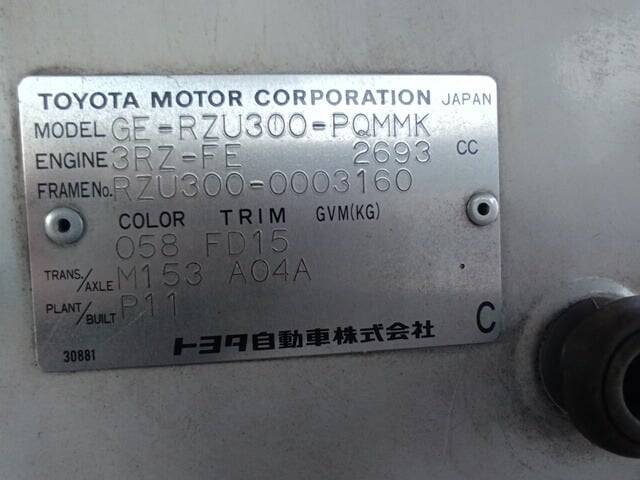 TOYOTA MOTOR CORPORATION JAPAN
MODEL GE-RZU300-PQMMK
ENGINE 3RZ-FE 2693 CC
FRAME No. RZU300-0003160
COLOR TRIM GVM(KG)
058 FD15
TRANS./AXLE M153 A04A
PLANT/BUILT P11
30881 トヨタ自動車株式会社 C